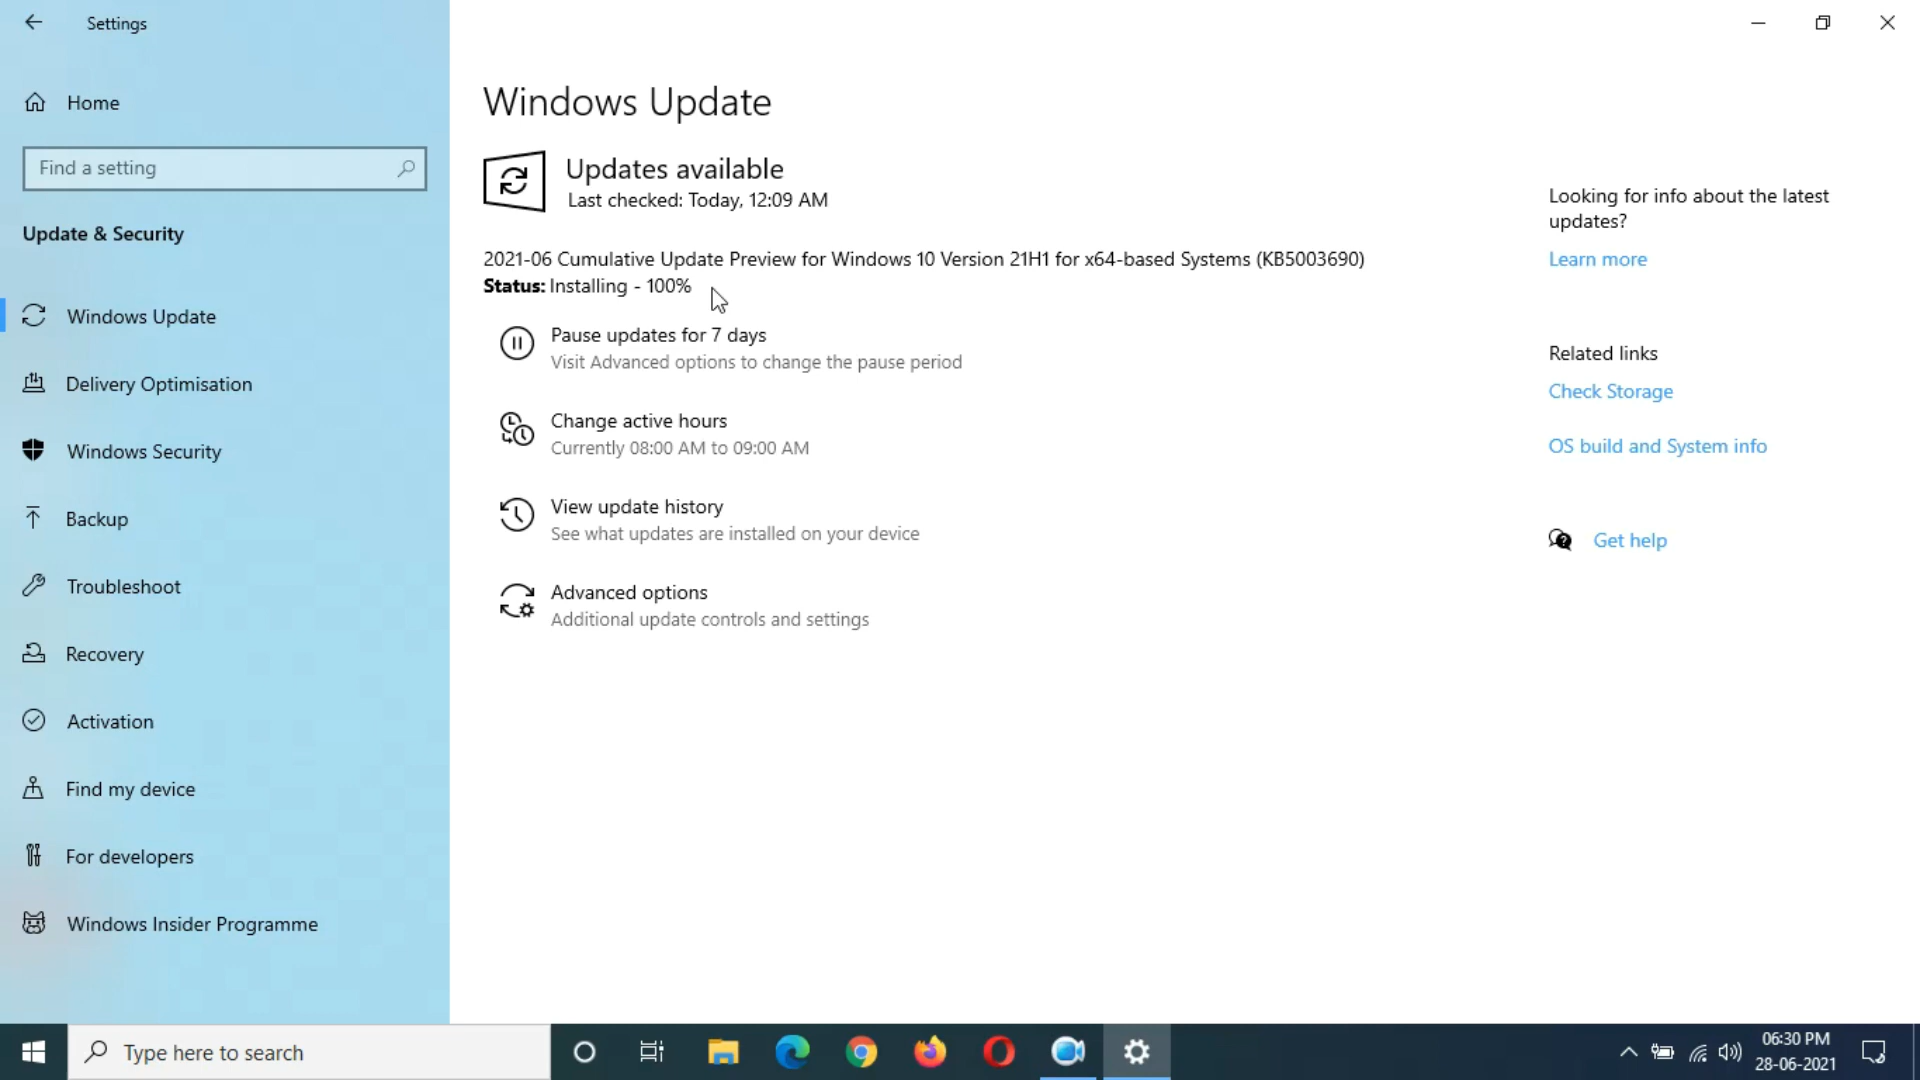 Settings
Home
Find a setting
Update & Security
Windows Update
Delivery Optimisation
Windows Security
Backup
Troubleshoot
Recovery
Activation
Find my device
For developers
Windows Insider Programme
Windows Update
Updates available
Last checked: Today, 12:09 AM
2021-06 Cumulative Update Preview for Windows 10 Version 21H1 for x64-based Systems (KB5003690)
Status: Installing - 100%
Pause updates for 7 days
Visit Advanced options to change the pause period
Change active hours
Currently 08:00 AM to 09:00 AM
View update history
See what updates are installed on your device
Advanced options
Additional update controls and settings
Looking for info about the latest
updates?
Learn more
Related links
Check Storage
OS build and System info
Get help
Type here to search
06:30 PM
28-06-2021